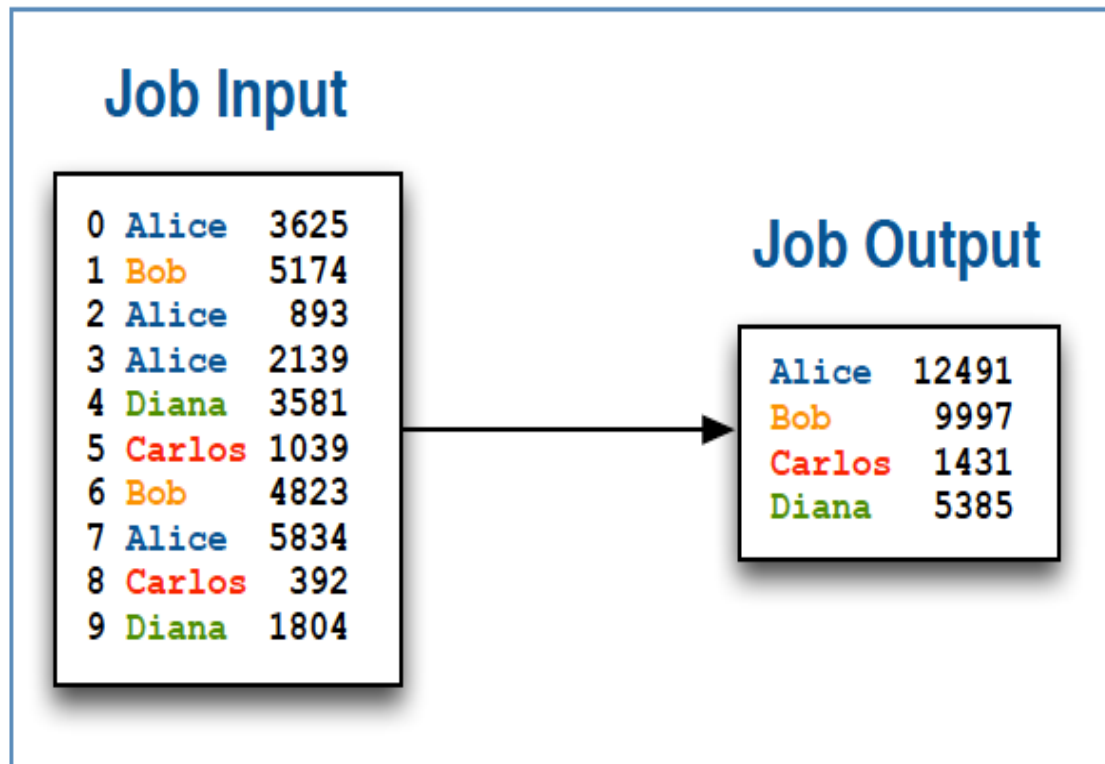 Job Input
0 Alice 3625
1 Bob 5174
2 Alice 893
3 Alice 2139
4 Diana 3581
5 Carlos 1039
6 Bob 4823
7 Alice 5834
8 Carlos 392
9 Diana 1804
Job Output
Alice 12491
Bob 9997
Carlos 1431
Diana 5385